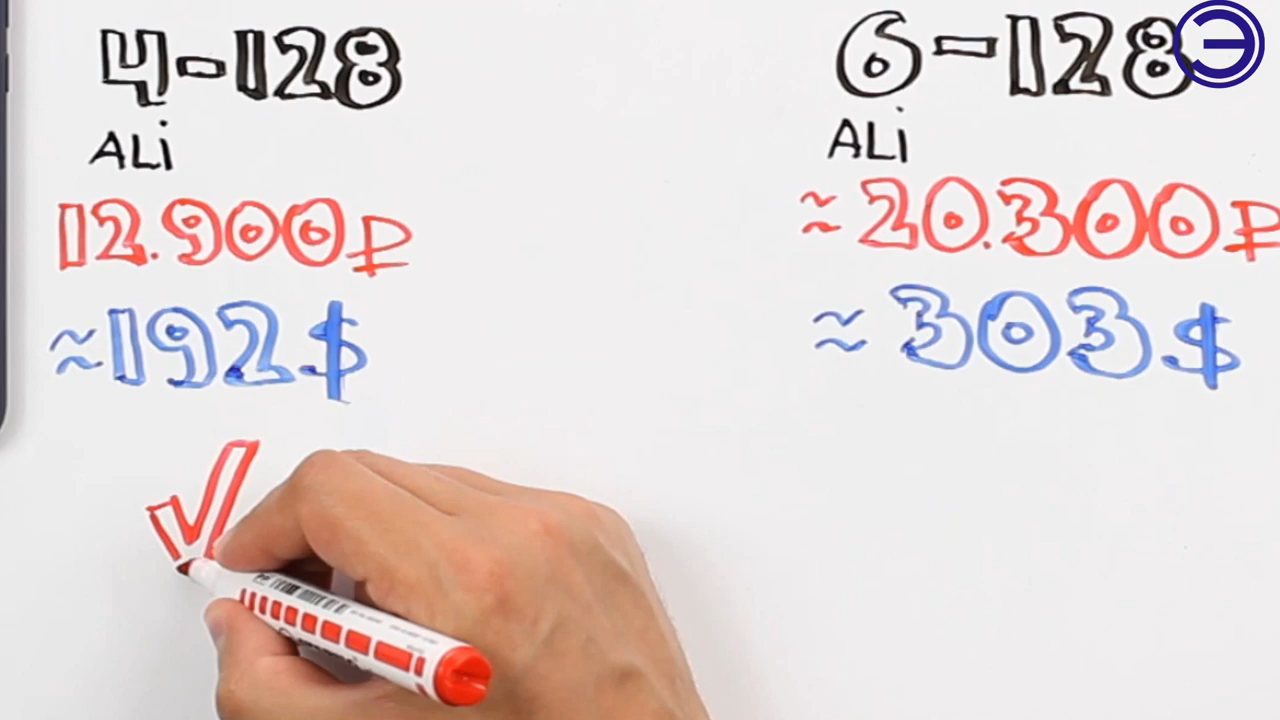 4-128
ALi
12.900₽
≈192$
6-128
ALi
≈20.300₽
≈303$
Э